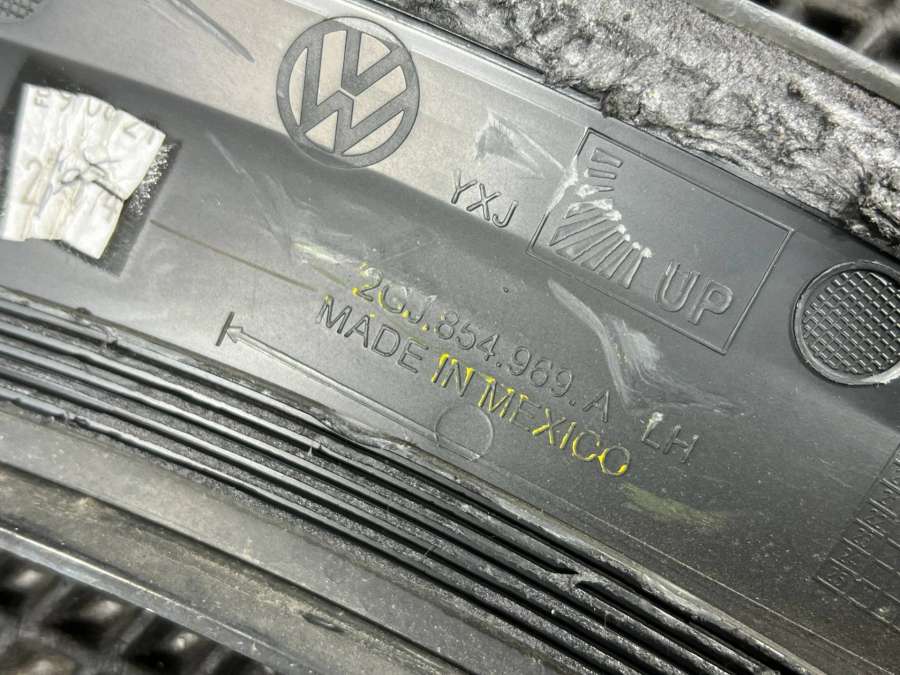 YXJ
UP
2GJ.854.969.A LH
MADE IN MEXICO